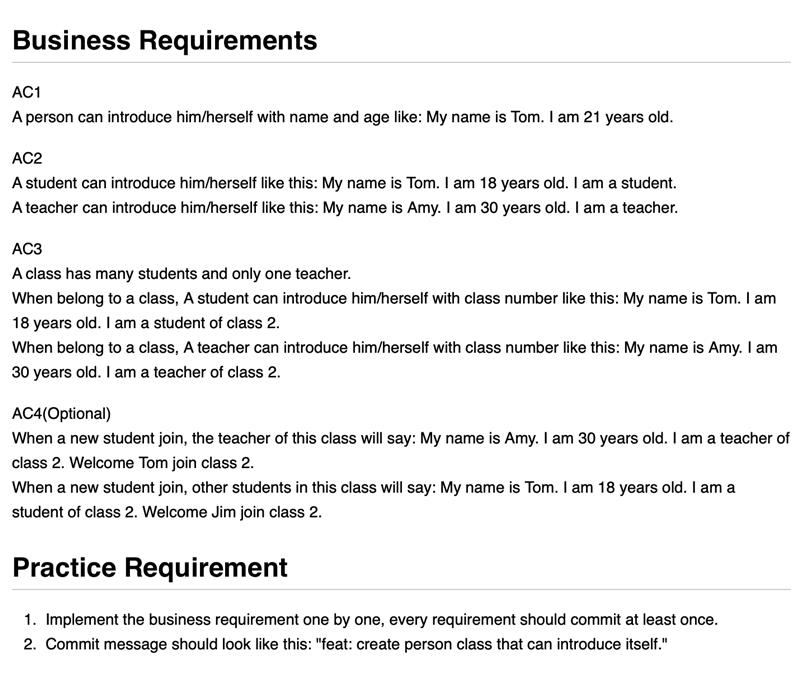 Business Requirements
AC1
A person can introduce him/herself with name and age like: My name is Tom. I am 21 years old.
AC2
A student can introduce him/herself like this: My name is Tom. I am 18 years old. I am a student.
A teacher can introduce him/herself like this: My name is Amy. I am 30 years old. I am a teacher.
AC3
A class has many students and only one teacher.
When belong to a class, A student can introduce him/herself with class number like this: My name is Tom. I am
18 years old. I am a student of class 2.
When belong to a class, A teacher can introduce him/herself with class number like this: My name is Amy. I am
30 years old. I am a teacher of class 2.
AC4(Optional)
When a new student join, the teacher of this class will say: My name is Amy. I am 30 years old. I am a teacher of
class 2. Welcome Tom join class 2.
When a new student join, other students in this class will say: My name is Tom. I am 18 years old. I am a
student of class 2. Welcome Jim join class 2.
Practice Requirement
1. Implement the business requirement one by one, every requirement should commit at least once.
2. Commit message should look like this: "feat: create person class that can introduce itself."